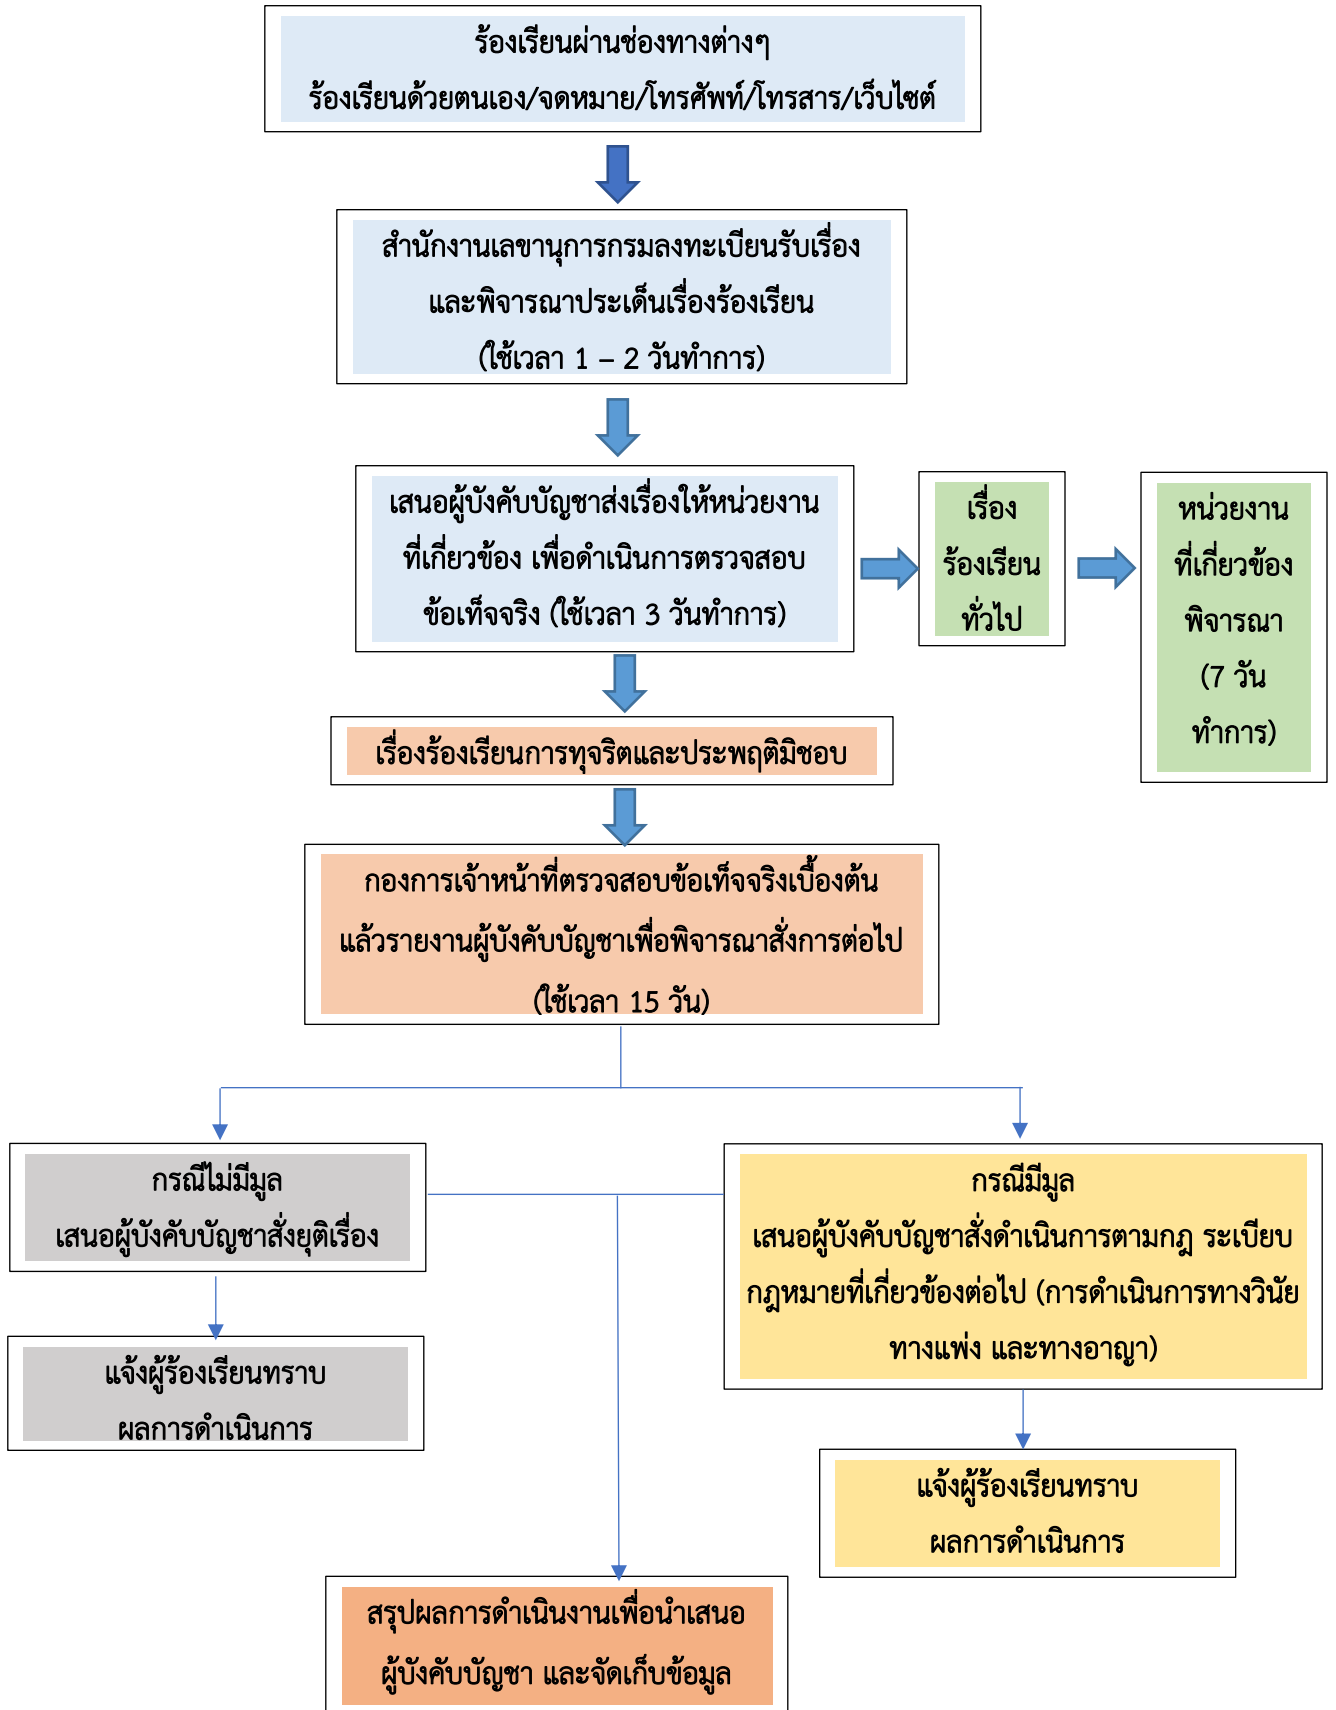 ร้องเรียนผ่านช่องทางต่างๆ
ร้องเรียนด้วยตนเอง/จดหมาย/โทรศัพท์/โทรสาร/เว็บไซต์
สำนักงานเลขานุการกรมลงทะเบียนรับเรื่อง
และพิจารณาประเด็นเรื่องร้องเรียน
(ใช้เวลา 1 – 2 วันทำการ)
เสนอผู้บังคับบัญชาส่งเรื่องให้หน่วยงาน
ที่เกี่ยวข้อง เพื่อดำเนินการตรวจสอบ
ข้อเท็จจริง (ใช้เวลา 3 วันทำการ)
เรื่อง
ร้องเรียน
ทั่วไป
หน่วยงาน
ที่เกี่ยวข้อง
พิจารณา
(7 วัน
ทำการ)
เรื่องร้องเรียนการทุจริตและประพฤติมิชอบ
กองการเจ้าหน้าที่ตรวจสอบข้อเท็จจริงเบื้องต้น
แล้วรายงานผู้บังคับบัญชาเพื่อพิจารณาสั่งการต่อไป
(ใช้เวลา 15 วัน)
กรณีไม่มีมูล
เสนอผู้บังคับบัญชาสั่งยุติเรื่อง
แจ้งผู้ร้องเรียนทราบ
ผลการดำเนินการ
กรณีมีมูล
เสนอผู้บังคับบัญชาสั่งดำเนินการตามกฎ ระเบียบ
กฎหมายที่เกี่ยวข้องต่อไป (การดำเนินการทางวินัย
ทางแพ่ง และทางอาญา)
แจ้งผู้ร้องเรียนทราบ
ผลการดำเนินการ
สรุปผลการดำเนินงานเพื่อนำเสนอ
ผู้บังคับบัญชา และจัดเก็บข้อมูล